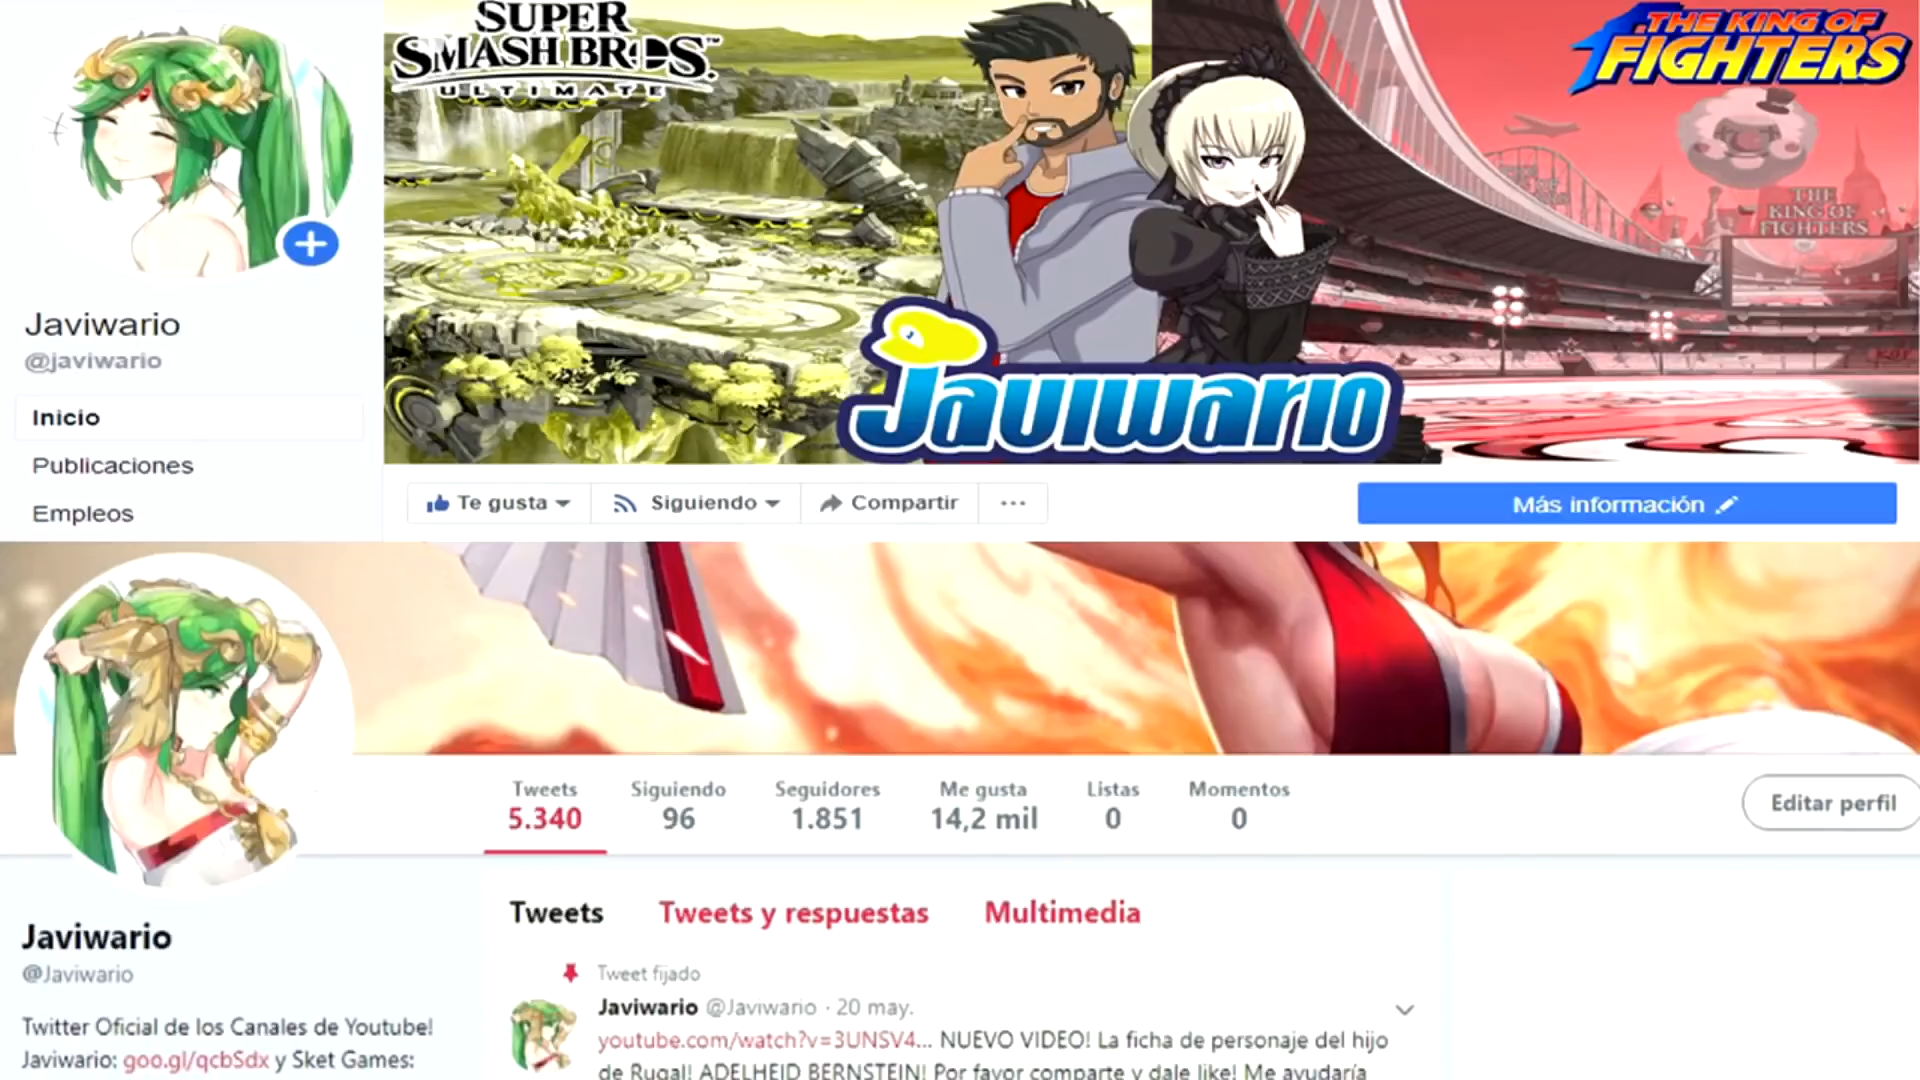 SUPER
SMASH BROS.™
ULTIMATE
THE KING OF
FIGHTERS
THE
KING OF
FIGHTERS
Javiwario
@javiwario
Inicio
Publicaciones
Empleos
Javiwario
Te gusta
Siguiendo
Compartir
...
Más información
Tweets
5.340
Siguiendo
96
Seguidores
1.851
Me gusta
14,2 mil
Listas
0
Momentos
0
Editar perfil
Javiwario
@Javiwario
Twitter Oficial de los Canales de Youtube!
Javiwario: goo.gl/qcbSdx y Sket Games:
Tweets Tweets y respuestas Multimedia
Tweet fijado
Javiwario @Javiwario · 20 may.
youtube.com/watch?v=3UNSV4... NUEVO VIDEO! La ficha de personaje del hijo
de Rugal! ADELHEID BERNSTEIN! Por favor comparte y dale like! Me ayudaría